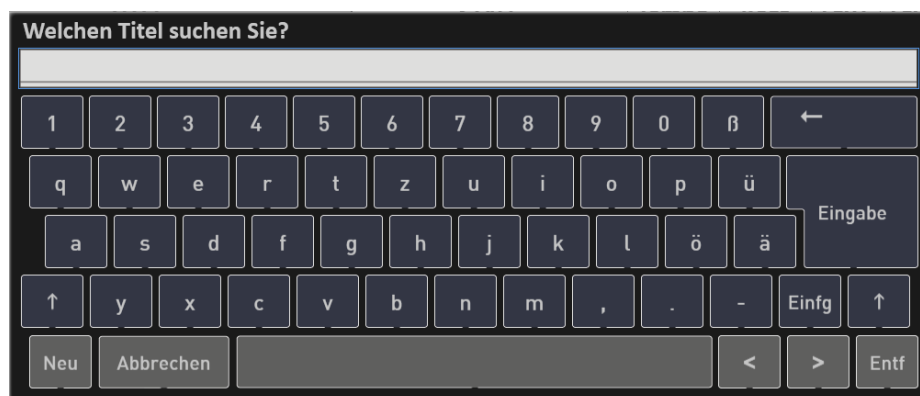 Welchen Titel suchen Sie?
1 2 3 4 5 6 7 8 9 0 ß ←
q w e r t z u i o p ü Eingabe
a s d f g h j k l ö ä
↑ y x c v b n m , . - Einfg ↑
Neu Abbrechen < > Entf